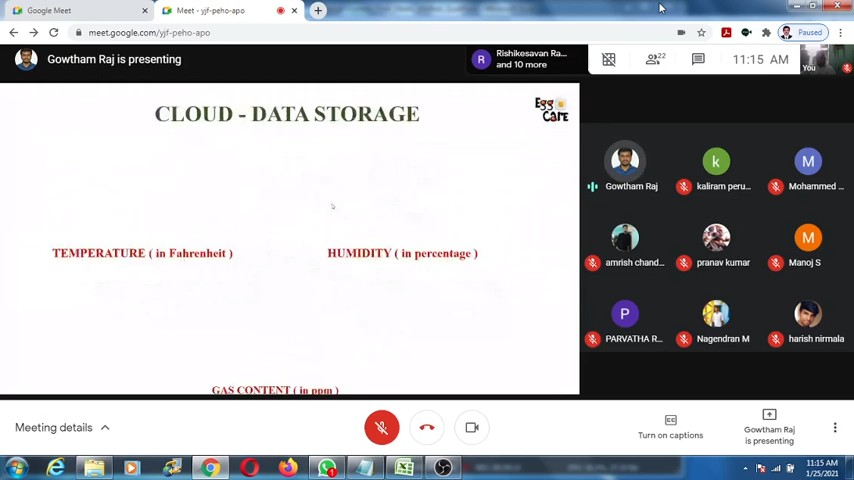 Google Meet
Meet - yjf-peho-apo
meet.google.com/yjf-peho-apo
Paused
Gowtham Raj is presenting
R
Rishikesavan Ra...
and 10 more
22
11:15 AM
You
CLOUD - DATA STORAGE
Egg
Care
TEMPERATURE ( in Fahrenheit )
HUMIDITY ( in percentage )
GAS CONTENT ( in ppm )
Gowtham Raj
k
kaliram peru...
M
Mohammed ...
amrish chand...
pranav kumar
M
Manoj S
P
PARVATHA R...
Nagendran M
harish nirmala
Meeting details
Turn on captions
Gowtham Raj
is presenting
11:15 AM
1/25/2021